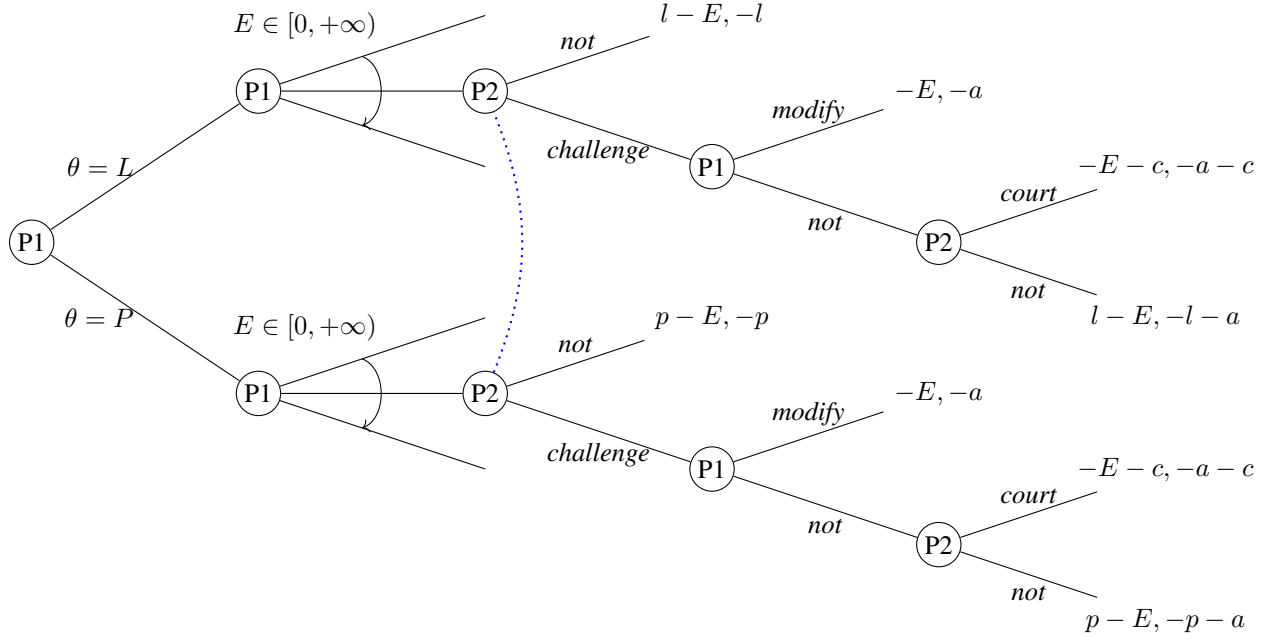 l − E, −l
E ∈ [0, +∞)
not
P1
P2
modify
−E, −a
challenge
P1
court
−E − c, −a − c
θ = L
not
P2
P1
not
l − E, −l − a
θ = P
E ∈ [0, +∞)
p − E, −p
not
P1
P2
modify
−E, −a
challenge
P1
court
−E − c, −a − c
not
P2
not
p − E, −p − a